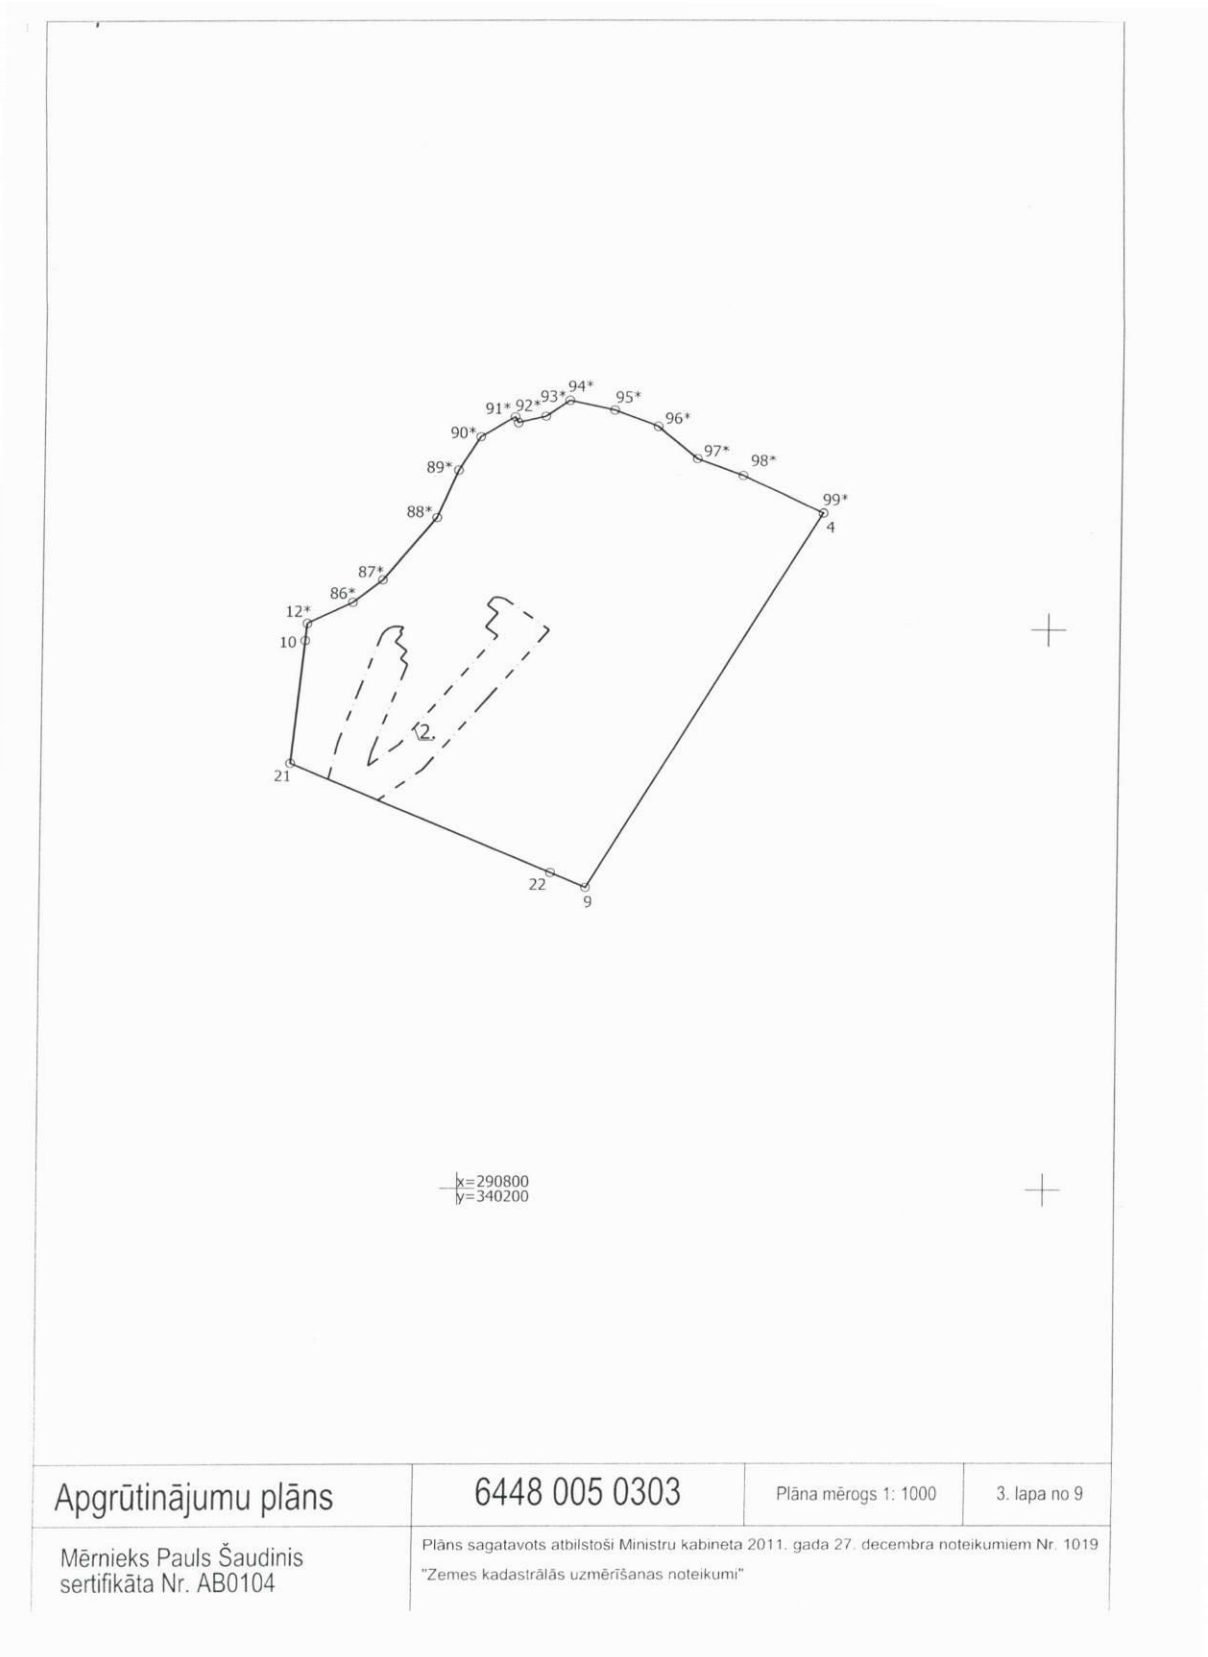 94*
93*
95*
91*
92*
96*
90*
97*
98*
89*
99*
88*
4
87*
86*
12*
10
2.
21
22
9
x=290800
y=340200
Apgrūtinājumu plāns
6448 005 0303
Plāna mērogs 1: 1000
3. lapa no 9
Mērnieks Pauls Šaudinis
sertifikāta Nr. AB0104
Plāns sagatavots atbilstoši Ministru kabineta 2011. gada 27. decembra noteikumiem Nr. 1019
"Zemes kadastrālās uzmērīšanas noteikumi"